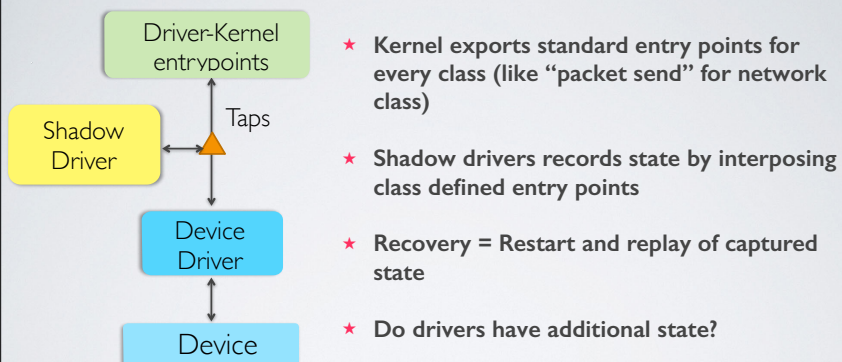 Driver-Kernel
entrypoints
Taps
Shadow
Driver
Device
Driver
Device
★ Kernel exports standard entry points for
every class (like “packet send” for network
class)
★ Shadow drivers records state by interposing
class defined entry points
★ Recovery = Restart and replay of captured
state
★ Do drivers have additional state?